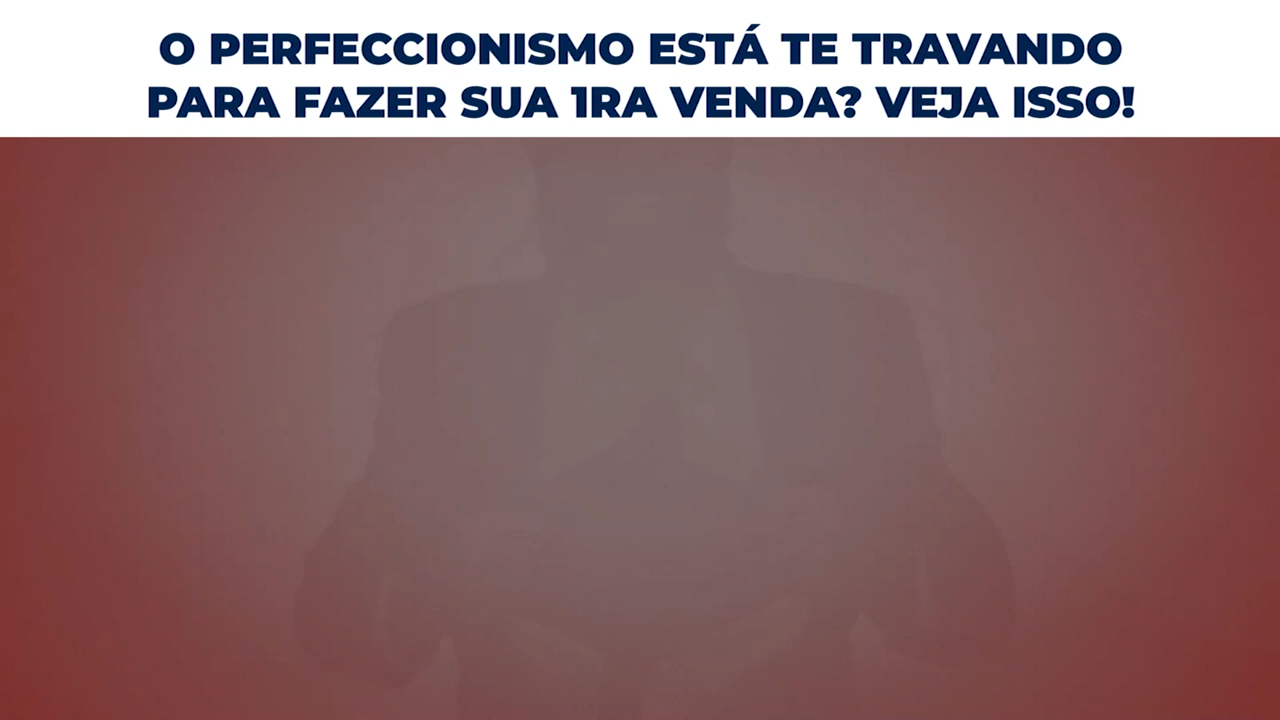 O PERFECCIONISMO ESTÁ TE TRAVANDO
PARA FAZER SUA 1RA VENDA? VEJA ISSO!